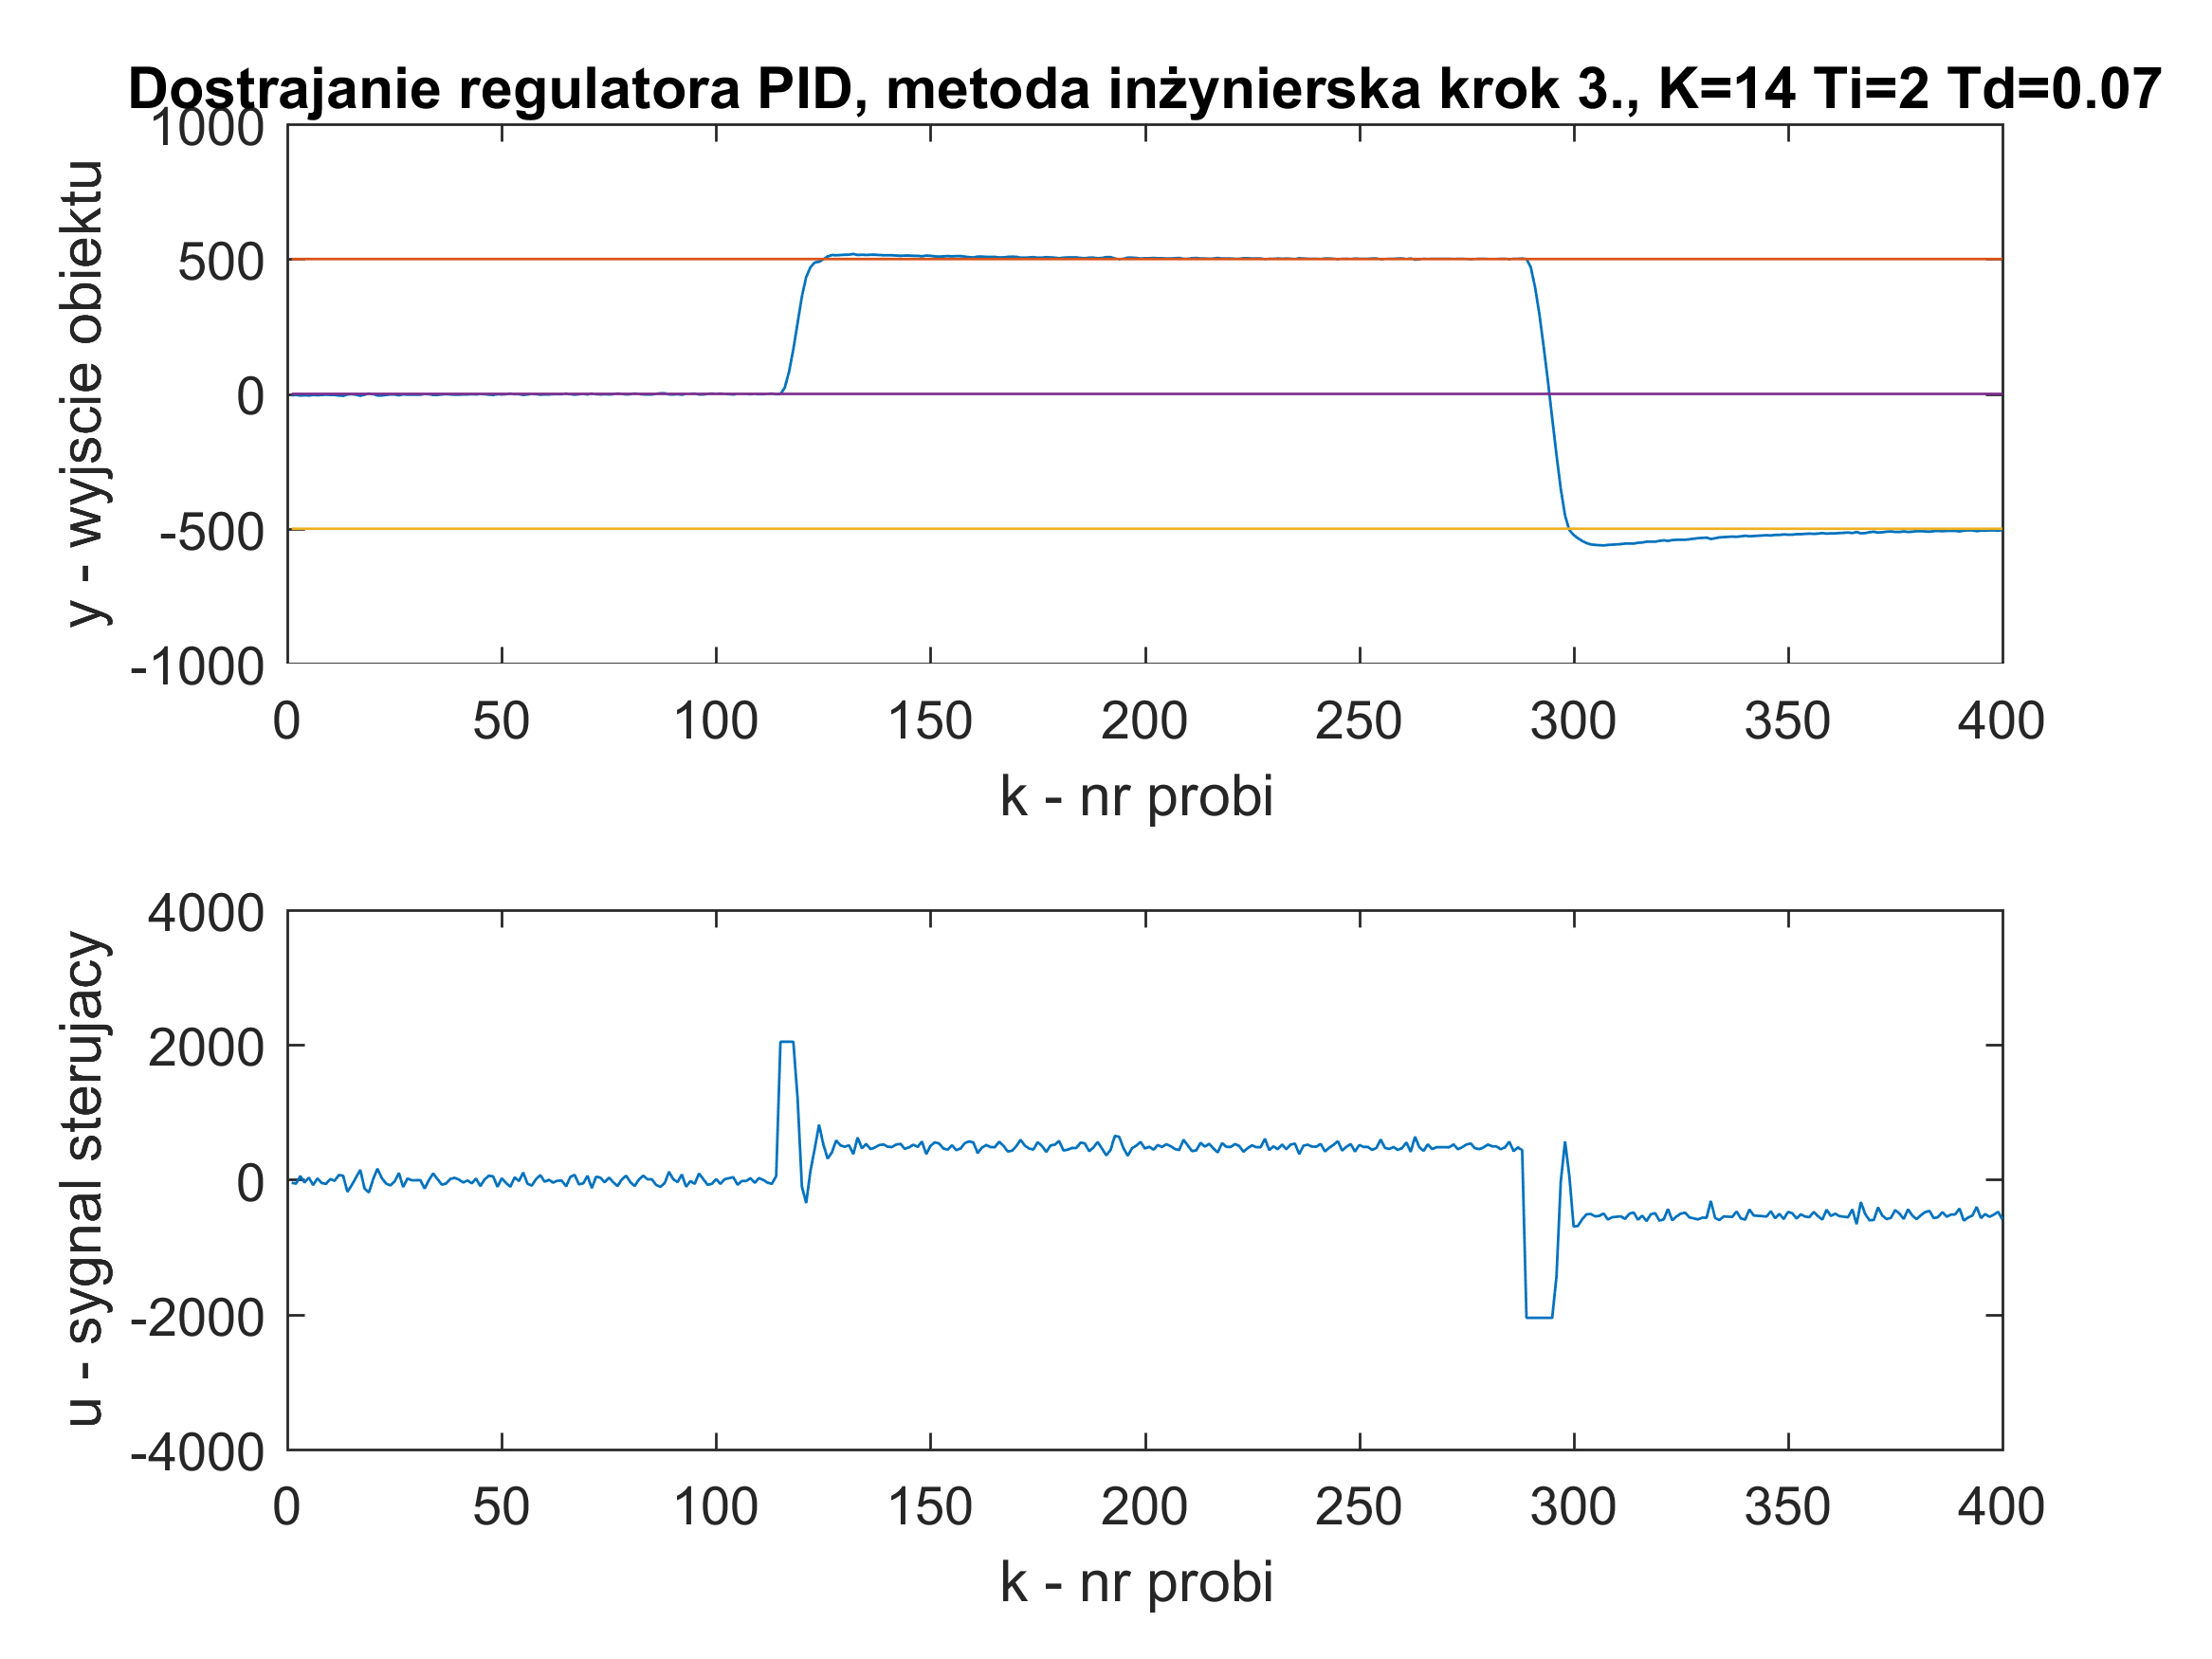 Dostrajanie regulatora PID, metoda inżynierska krok 3., K=14 Ti=2 Td=0.07
1000
500
0
-500
-1000
y - wyjscie obiektu
0 50 100 150 200 250 300 350 400
k - nr probi
4000
2000
0
-2000
-4000
u - sygnal sterujacy
0 50 100 150 200 250 300 350 400
k - nr probi